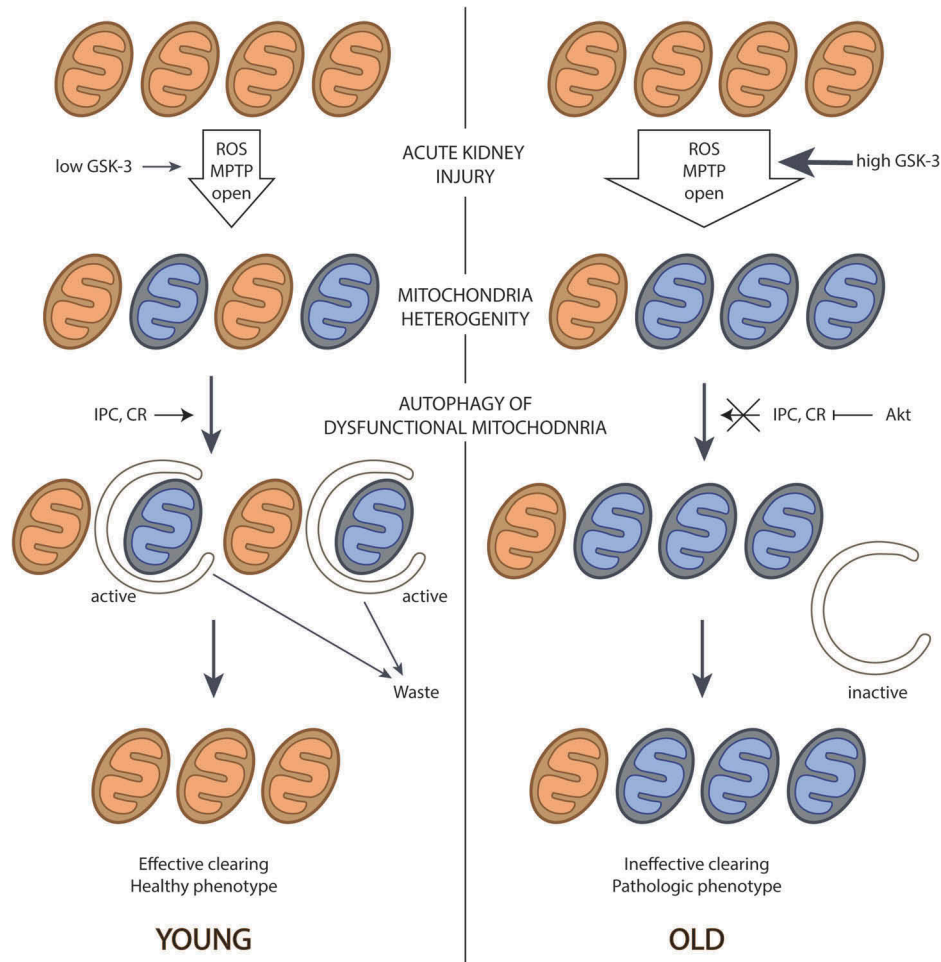 low GSK-3
ROS
MPTP
open
ACUTE KIDNEY
INJURY
ROS
MPTP
open
high GSK-3
MITOCHONDRIA
HETEROGENITY
IPC, CR
AUTOPHAGY OF
DYSFUNCTIONAL MITOCHODNRIA
IPC, CR
Akt
active
active
Waste
inactive
Effective clearing
Healthy phenotype
Ineffective clearing
Pathologic phenotype
YOUNG
OLD